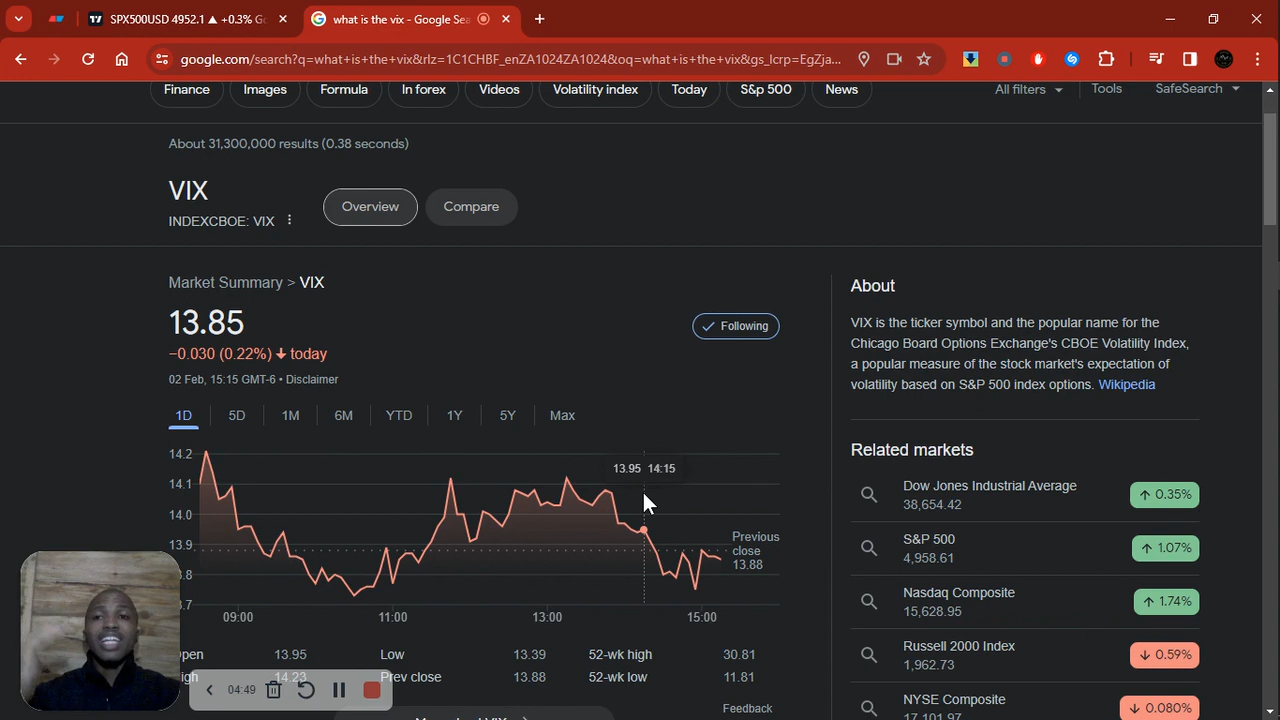 SPX500USD 4952.1 ▲ +0.3%
what is the vix - Google Sea
google.com/search?q=what+is+the+vix&rlz=1C1CHBF_enZA1024ZA1024&oq=what+is+the+vix&gs_lcrp=EgZja...
Finance
Images
Formula
In forex
Videos
Volatility index
Today
S&p 500
News
All filters
Tools
SafeSearch
About 31,300,000 results (0.38 seconds)
VIX
INDEXCBOE: VIX
Overview
Compare
Market Summary > VIX
13.85
−0.030 (0.22%) ↓ today
02 Feb, 15:15 GMT-6 • Disclaimer
Following
1D
5D
1M
6M
YTD
1Y
5Y
Max
13.95 14:15
14.2
14.1
14.0
13.9
Previous
close
13.88
09:00
11:00
13:00
15:00
13.95
Low
13.39
52-wk high
30.81
14.23
Prev close
13.88
52-wk low
11.81
04:49
Feedback
About
VIX is the ticker symbol and the popular name for the
Chicago Board Options Exchange's CBOE Volatility Index,
a popular measure of the stock market's expectation of
volatility based on S&P 500 index options. Wikipedia
Related markets
Dow Jones Industrial Average
38,654.42
↑ 0.35%
S&P 500
4,958.61
↑ 1.07%
Nasdaq Composite
15,628.95
↑ 1.74%
Russell 2000 Index
1,962.73
↓ 0.59%
NYSE Composite
17,101.97
↓ 0.080%